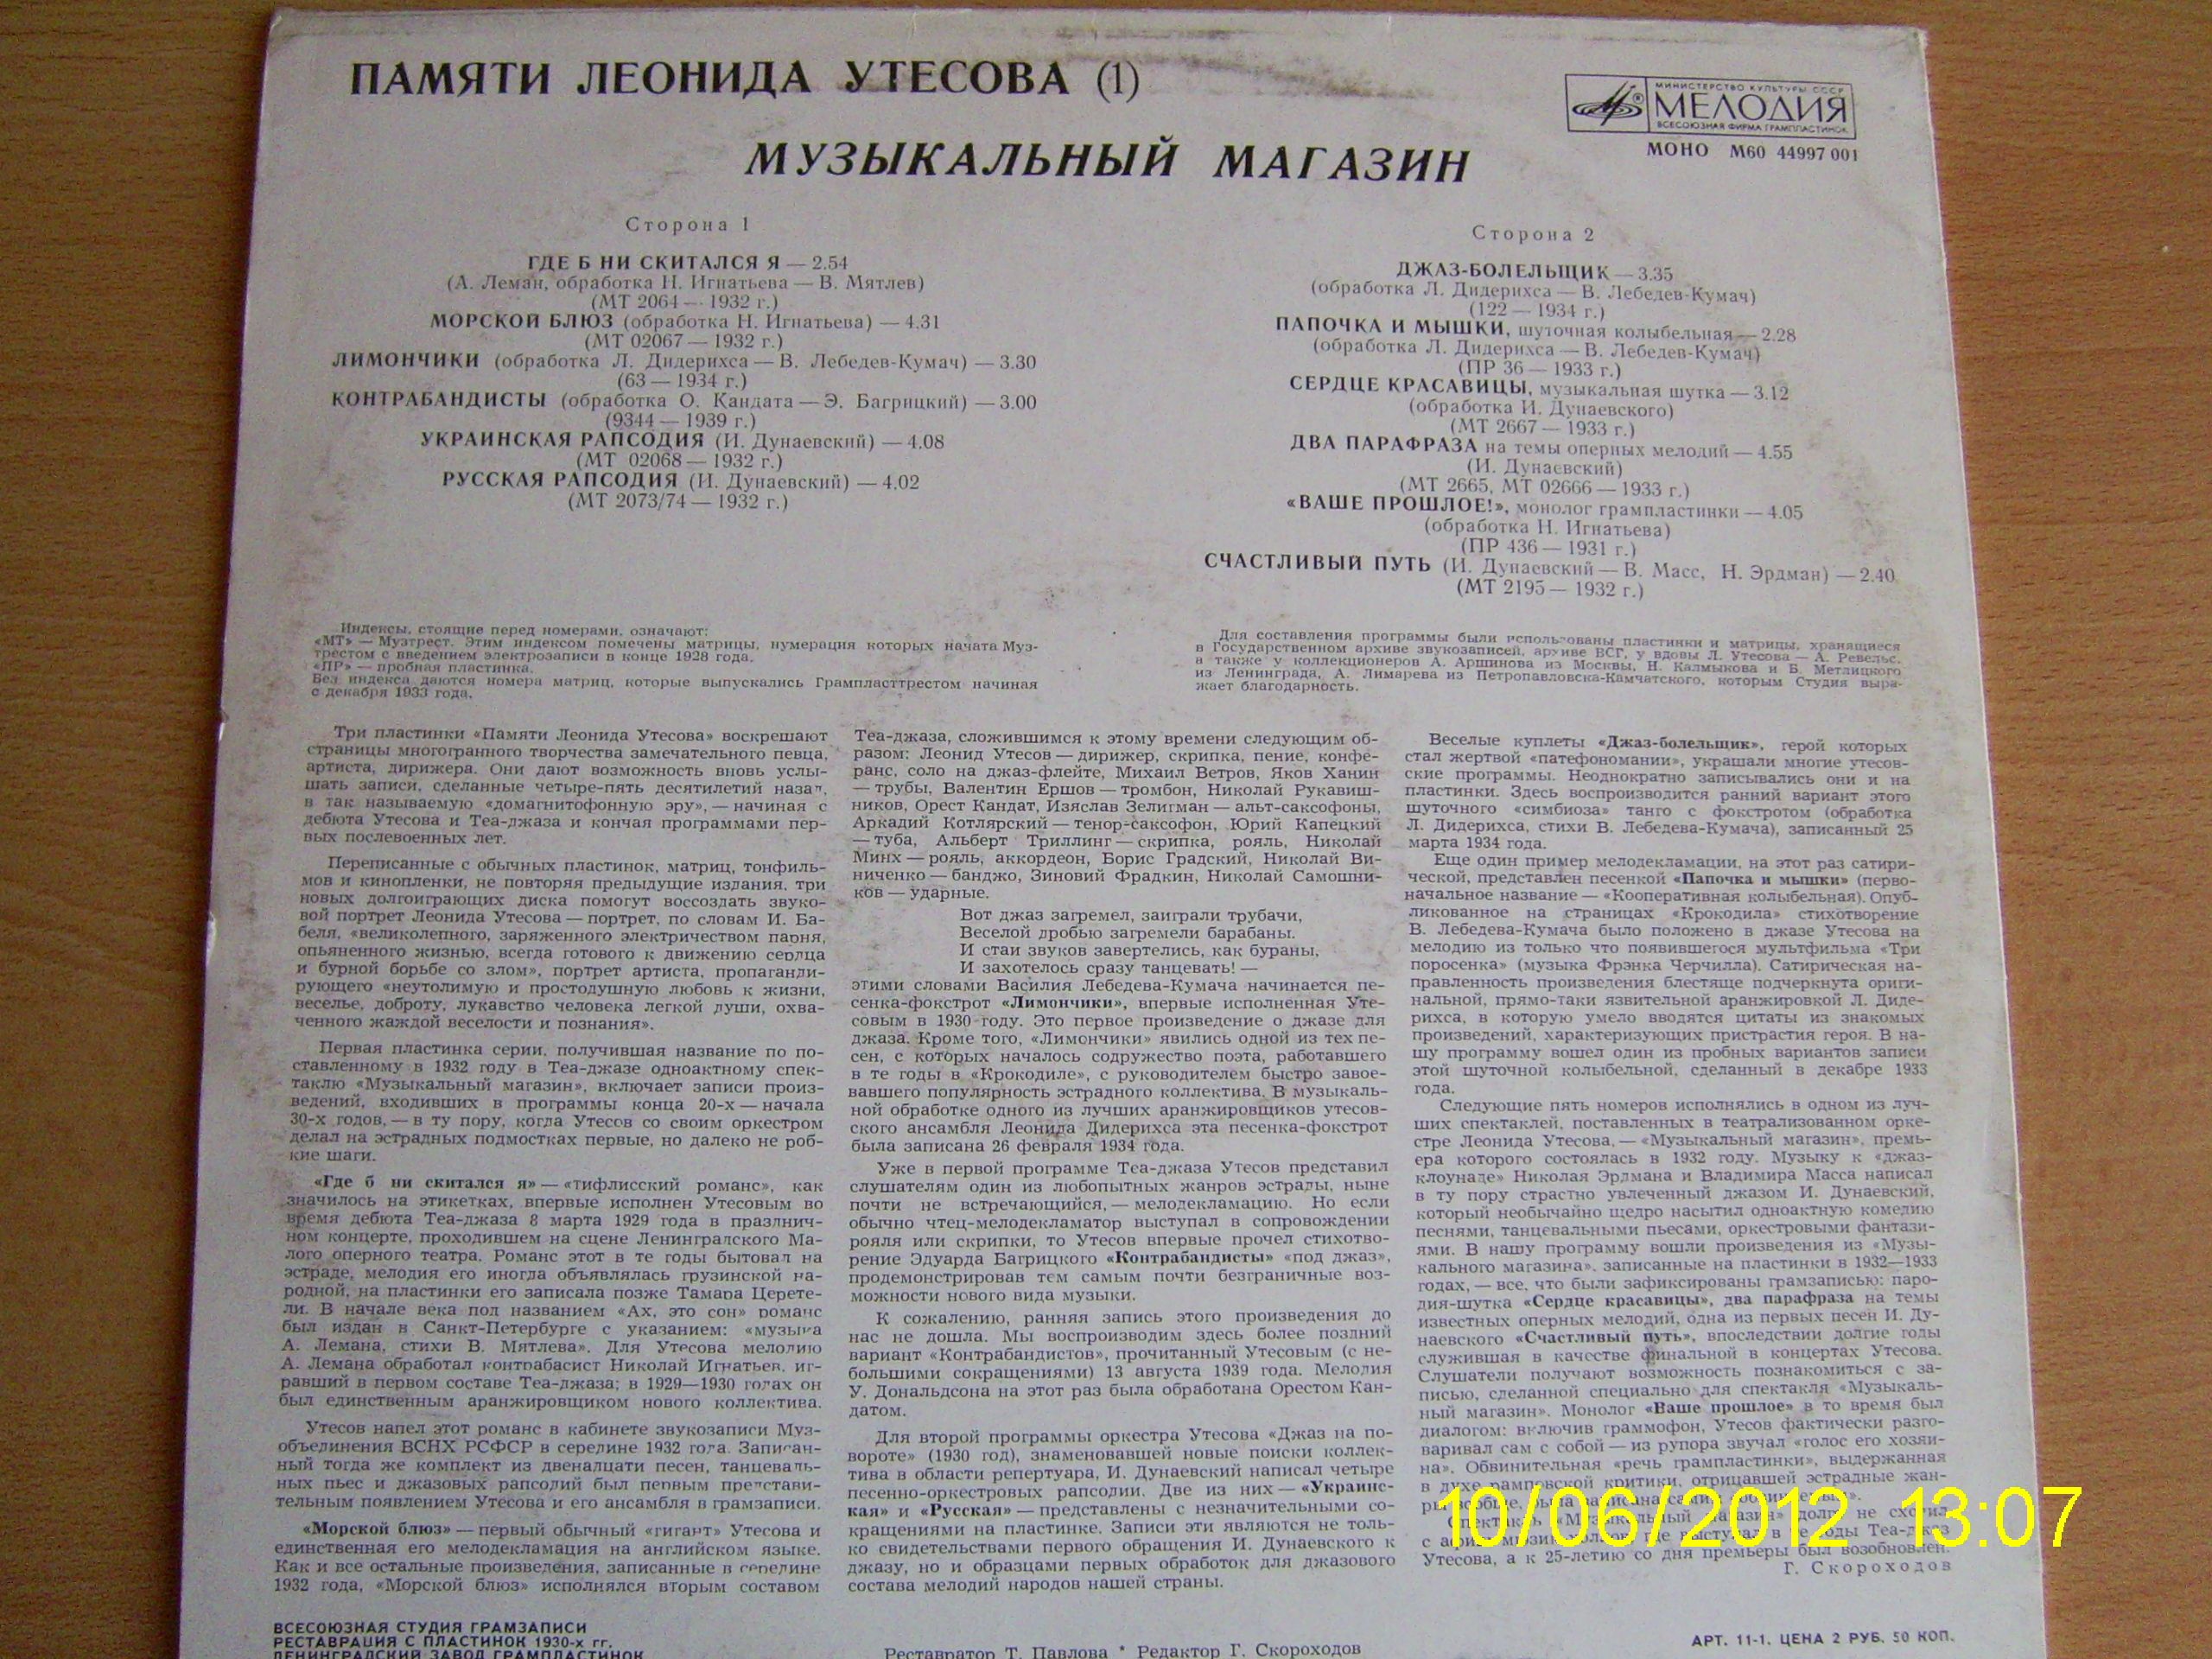 ПАМЯТИ ЛЕОНИДА УТЕСОВА (1)
МИНИСТЕРСТВО КУЛЬТУРЫ СССР
МЕЛОДИЯ
ВСЕСОЮЗНАЯ ФИРМА ГРАМПЛАСТИНОК
МОНО М60 44997 001
МУЗЫКАЛЬНЫЙ МАГАЗИН
Сторона 1
ГДЕ Б НИ СКИТАЛСЯ Я — 2.54
(А. Леман, обработка Н. Игнатьева — В. Мятлев)
(МТ 2064 — 1932 г.)
МОРСКОЙ БЛЮЗ (обработка Н. Игнатьева) — 4.31
(МТ 02067 — 1932 г.)
ЛИМОНЧИКИ (обработка Л. Дидерихса — В. Лебедев-Кумач) — 3.30
(63 — 1934 г.)
КОНТРАБАНДИСТЫ (обработка О. Кандата — Э. Багрицкий) — 3.00
(9344 — 1939 г.)
УКРАИНСКАЯ РАПСОДИЯ (И. Дунаевский) — 4.08
(МТ 02068 — 1932 г.)
РУССКАЯ РАПСОДИЯ (И. Дунаевский) — 4.02
(МТ 2073/74 — 1932 г.)
Сторона 2
ДЖАЗ-БОЛЕЛЬЩИК — 3.35
(обработка Л. Дидерихса — В. Лебедев-Кумач)
(122 — 1934 г.)
ПАПОЧКА И МЫШКИ, шуточная колыбельная — 2.28
(обработка Л. Дидерихса — В. Лебедев-Кумач)
(ПР 36 — 1933 г.)
СЕРДЦЕ КРАСАВИЦЫ, музыкальная шутка — 3.12
(обработка И. Дунаевского)
(МТ 2667 — 1933 г.)
ДВА ПАРАФРАЗА на темы оперных мелодий — 4.55
(И. Дунаевский)
(МТ 2665, МТ 02666 — 1933 г.)
«ВАШЕ ПРОШЛОЕ!», монолог грампластинки — 4.05
(обработка Н. Игнатьева)
(ПР 436 — 1931 г.)
СЧАСТЛИВЫЙ ПУТЬ (И. Дунаевский — В. Масс, Н. Эрдман) — 2.40
(МТ 2195 — 1932 г.)
Индексы, стоящие перед номерами, означают:
«МТ» — Музтрест. Этим индексом помечены матрицы, нумерация которых начата Муз-
трестом с введением электрозаписи в конце 1928 года.
«ПР» — пробная пластинка.
Без индекса даются номера матриц, которые выпускались Грампласттрестом начиная
с декабря 1933 года.
Для составления программы были использованы пластинки и матрицы, хранящиеся
в Государственном архиве звукозаписей, архиве ВСГ, у вдовы Л. Утесова — А. Ревельс,
а также у коллекционеров А. Аршинова из Москвы, Н. Калмыкова и Б. Метлицкого
из Ленинграда, А. Лимарева из Петропавловска-Камчатского, которым Студия выра-
жает благодарность.
Три пластинки «Памяти Леонида Утесова» воскрешают
страницы многогранного творчества замечательного певца,
артиста, дирижера. Они дают возможность вновь услы-
шать записи, сделанные четыре-пять десятилетий назад,
в так называемую «домагнитофонную эру», — начиная с
дебюта Утесова и Теа-джаза и кончая программами пер-
вых послевоенных лет.
Переписанные с обычных пластинок, матриц, тонфиль-
мов и кинопленки, не повторяя предыдущие издания, три
новых долгоиграющих диска помогут воссоздать звуко-
вой портрет Леонида Утесова — портрет, по словам И. Ба-
беля, «великолепного, заряженного электричеством парня,
опьяненного жизнью, всегда готового к движению сердца
и бурной борьбе со злом», портрет артиста, пропаганди-
рующего «неутолимую и простодушную любовь к жизни,
веселье, доброту, лукавство человека легкой души, охва-
ченного жаждой веселости и познания».
Первая пластинка серии, получившая название по по-
ставленному в 1932 году в Теа-джазе одноактному спек-
таклю «Музыкальный магазин», включает записи произ-
ведений, входивших в программы конца 20-х — начала
30-х годов, — в ту пору, когда Утесов со своим оркестром
делал на эстрадных подмостках первые, но далеко не роб-
кие шаги.
«Где б ни скитался я» — «тифлисский романс», как
значилось на этикетках, впервые исполнен Утесовым во
время дебюта Теа-джаза 8 марта 1929 года в празднич-
ном концерте, проходившем на сцене Ленинградского Ма-
лого оперного театра. Романс этот в те годы бытовал на
эстраде, мелодия его иногда объявлялась грузинской на-
родной, на пластинки его записала позже Тамара Церете-
ли. В начале века под названием «Ах, это сон» романс
был издан в Санкт-Петербурге с указанием: «музыка
А. Лемана, стихи В. Мятлева». Для Утесова мелодию
А. Лемана обработал контрабасист Николай Игнатьев, иг-
равший в первом составе Теа-джаза; в 1929—1930 годах он
был единственным аранжировщиком нового коллектива.
Утесов напел этот романс в кабинете звукозаписи Муз-
объединения ВСНХ РСФСР в середине 1932 года. Записан-
ный тогда же комплект из двенадцати песен, танцеваль-
ных пьес и джазовых рапсодий был первым представи-
тельным появлением Утесова и его ансамбля в грамзаписи.
«Морской блюз» — первый обычный «гигант» Утесова и
единственная его мелодекламация на английском языке.
Как и все остальные произведения, записанные в середине
1932 года, «Морской блюз» исполнялся вторым составом
Теа-джаза, сложившимся к этому времени следующим об-
разом: Леонид Утесов — дирижер, скрипка, пение, конфе-
ранс, соло на джаз-флейте, Михаил Ветров, Яков Ханин
— трубы, Валентин Ершов — тромбон, Николай Рукавиш-
ников, Орест Кандат, Изяслав Зелигман — альт-саксофоны,
Аркадий Котлярский — тенор-саксофон, Юрий Капецкий
— туба, Альберт Триллинг — скрипка, рояль, Николай
Минх — рояль, аккордеон, Борис Градский, Николай Ви-
ниченко — банджо, Зиновий Фрадкин, Николай Самошни-
ков — ударные.
Вот джаз загремел, заиграли трубачи,
Веселой дробью загремели барабаны.
И стаи звуков завертелись, как бураны,
И захотелось сразу танцевать! —
этими словами Василия Лебедева-Кумача начинается пе-
сенка-фокстрот «Лимончики», впервые исполненная Уте-
совым в 1930 году. Это первое произведение о джазе для
джаза. Кроме того, «Лимончики» явились одной из тех пе-
сен, с которых началось содружество поэта, работавшего
в те годы в «Крокодиле», с руководителем быстро завое-
вавшего популярность эстрадного коллектива. В музыкаль-
ной обработке одного из лучших аранжировщиков утесов-
ского ансамбля Леонида Дидерихса эта песенка-фокстрот
была записана 26 февраля 1934 года.
Уже в первой программе Теа-джаза Утесов представил
слушателям один из любопытных жанров эстрады, ныне
почти не встречающийся, — мелодекламацию. Но если
обычно чтец-мелодекламатор выступал в сопровождении
рояля или скрипки, то Утесов впервые прочел стихотво-
рение Эдуарда Багрицкого «Контрабандисты» «под джаз»,
продемонстрировав тем самым почти безграничные воз-
можности нового вида музыки.
К сожалению, ранняя запись этого произведения до
нас не дошла. Мы воспроизводим здесь более поздний
вариант «Контрабандистов», прочитанный Утесовым (с не-
большими сокращениями) 13 августа 1939 года. Мелодия
У. Дональдсона на этот раз была обработана Орестом Кан-
датом.
Для второй программы оркестра Утесова «Джаз на по-
вороте» (1930 год), знаменовавшей новые поиски коллек-
тива в области репертуара, И. Дунаевский написал четыре
песенно-оркестровых рапсодии. Две из них — «Украинс-
кая» и «Русская» — представлены с незначительными со-
кращениями на пластинке. Записи эти являются не толь-
ко свидетельствами первого обращения И. Дунаевского к
джазу, но и образцами первых обработок для джазового
состава мелодий народов нашей страны.
Веселые куплеты «Джаз-болельщик», герой которых
стал жертвой «патефономании», украшали многие утесов-
ские программы. Неоднократно записывались они и на
пластинки. Здесь воспроизводится ранний вариант этого
шуточного «симбиоза» танго с фокстротом (обработка
Л. Дидерихса, стихи В. Лебедева-Кумача), записанный 25
марта 1934 года.
Еще один пример мелодекламации, на этот раз сатири-
ческой, представлен песенкой «Папочка и мышки» (перво-
начальное название — «Кооперативная колыбельная). Опуб-
ликованное на страницах «Крокодила» стихотворение
В. Лебедева-Кумача было положено в джазе Утесова на
мелодию из только что появившегося мультфильма «Три
поросенка» (музыка Фрэнка Черчилла). Сатирическая на-
правленность произведения блестяще подчеркнута ориги-
нальной, прямо-таки язвительной аранжировкой Л. Диде-
рихса, в которую умело вводятся цитаты из знакомых
произведений, характеризующих пристрастия героя. В на-
шу программу вошел один из пробных вариантов записи
этой шуточной колыбельной, сделанный в декабре 1933
года.
Следующие пять номеров исполнялись в одном из луч-
ших спектаклей, поставленных в театрализованном орке-
стре Леонида Утесова, — «Музыкальный магазин», премь-
ера которого состоялась в 1932 году. Музыку к «джаз-
клоунаде» Николая Эрдмана и Владимира Масса написал
в ту пору страстно увлеченный джазом И. Дунаевский,
который необычайно щедро насытил одноактную комедию
песнями, танцевальными пьесами, оркестровыми фантази-
ями. В нашу программу вошли произведения из «Музы-
кального магазина», записанные на пластинки в 1932—1933
годах, — все, что были зафиксированы грамзаписью: паро-
дия-шутка «Сердце красавицы», два парафраза на темы
известных оперных мелодий, одна из первых песен И. Ду-
наевского «Счастливый путь», впоследствии долгие годы
служившая в качестве финальной в концертах Утесова.
Слушатели получают возможность познакомиться с за-
писью, сделанной специально для спектакля «Музыкаль-
ный магазин». Монолог «Ваше прошлое» в то время был
диалогом: включив граммофон, Утесов фактически разго-
варивал сам с собой — из рупора звучал «голос его хозяи-
на». Обвинительная «речь грампластинки», выдержанная
в духе рамповской критики, отрицавшей эстрадные жан-
ры вообще, была записана
Спектакль «Музыкальный магазин» долго не сходил
с афиш мюзик-холла, где выступал в те годы Теа-джаз
Утесова, а к 25-летию со дня премьеры был возобновлен.
Г. Скороходов
10/06/2012 13:07
ВСЕСОЮЗНАЯ СТУДИЯ ГРАМЗАПИСИ
РЕСТАВРАЦИЯ С ПЛАСТИНОК 1930-х гг.
ЛЕНИНГРАДСКИЙ ЗАВОД ГРАМПЛАСТИНОК
Реставратор Т. Павлова * Редактор Г. Скороходов
АРТ. 11-1. ЦЕНА 2 РУБ. 50 КОП.